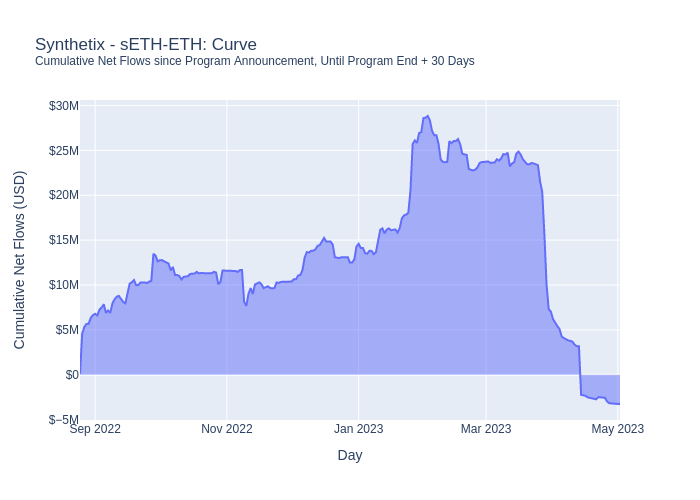 Synthetix - sETH-ETH: Curve
Cumulative Net Flows since Program Announcement, Until Program End + 30 Days
$30M
$25M
$20M
$15M
$10M
$5M
$0
$−5M
Cumulative Net Flows (USD)
Sep 2022 Nov 2022 Jan 2023 Mar 2023 May 2023
Day